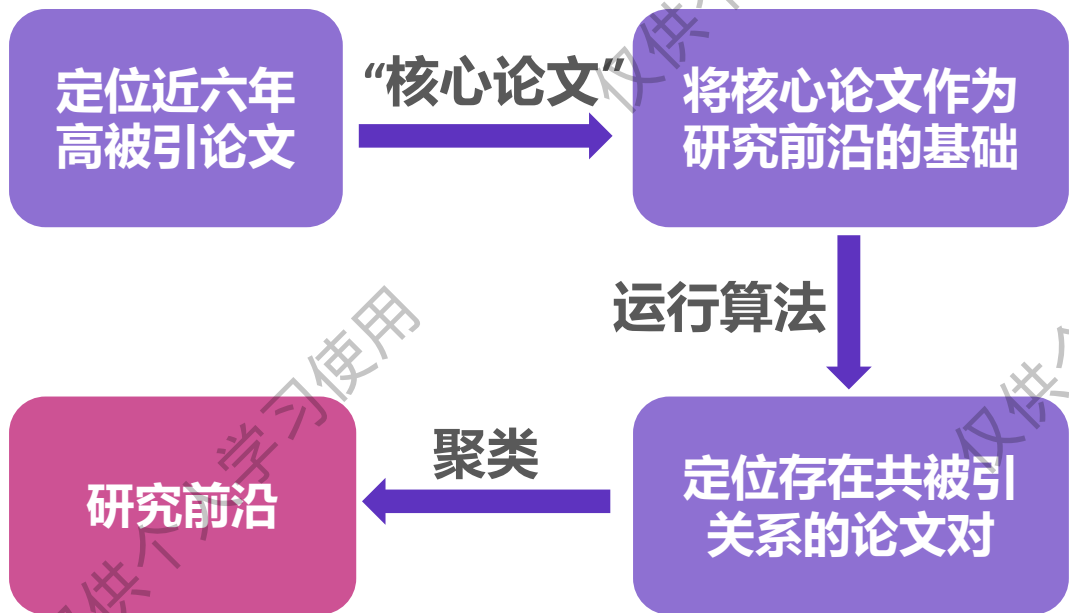 定位近六年
高被引论文
“核心论文”
将核心论文作为
研究前沿的基础
运行算法
定位存在共被引
关系的论文对
聚类
研究前沿
仅供个人学习使用